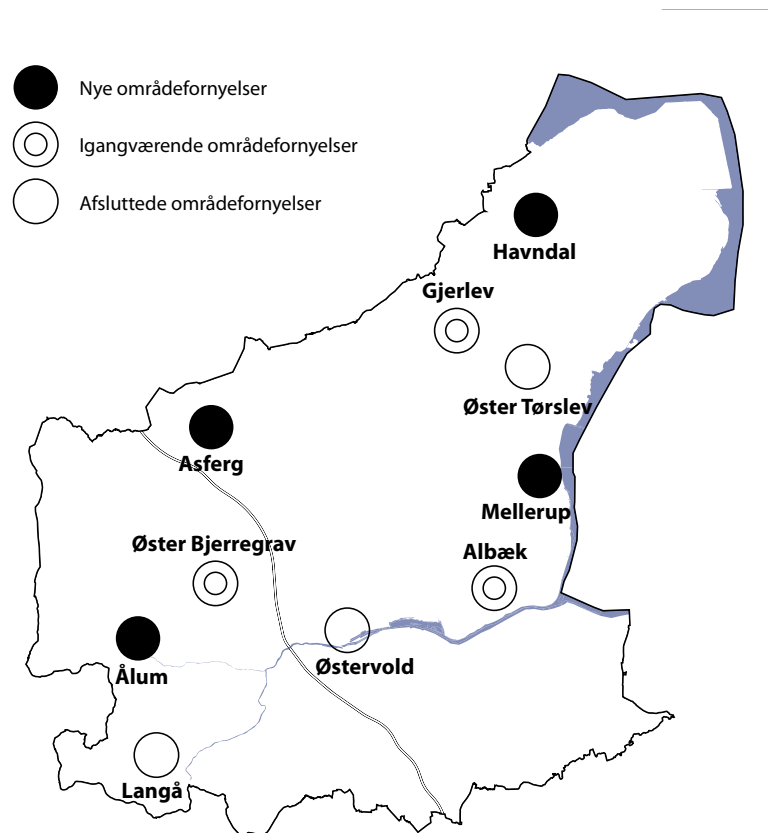 Nye områdefornyelser
Igangværende områdefornyelser
Afsluttede områdefornyelser
Havndal
Gjerlev
Øster Tørslev
Asferg
Mellerup
Øster Bjerregrav
Albæk
Østervold
Ålum
Langå